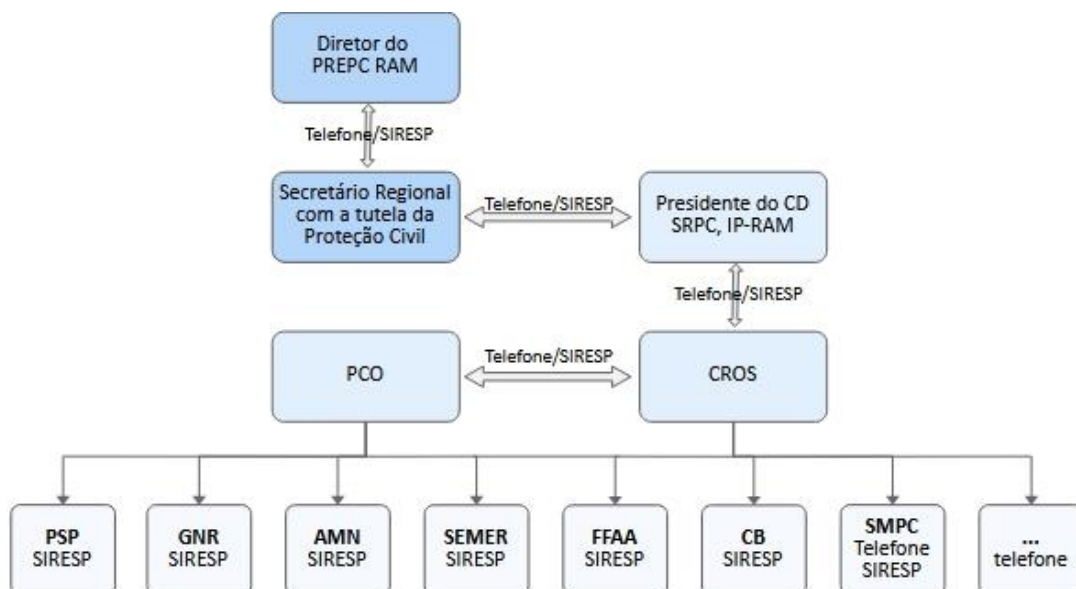 Diretor do
PREPC RAM
Telefone/SIRESP
Secretário Regional
com a tutela da
Proteção Civil
Telefone/SIRESP
Presidente do CD
SRPC, IP-RAM
Telefone/SIRESP
PCO
Telefone/SIRESP
CROS
PSP
SIRESP
GNR
SIRESP
AMN
SIRESP
SEMER
SIRESP
FFAA
SIRESP
CB
SIRESP
SMPC
Telefone
SIRESP
...
telefone